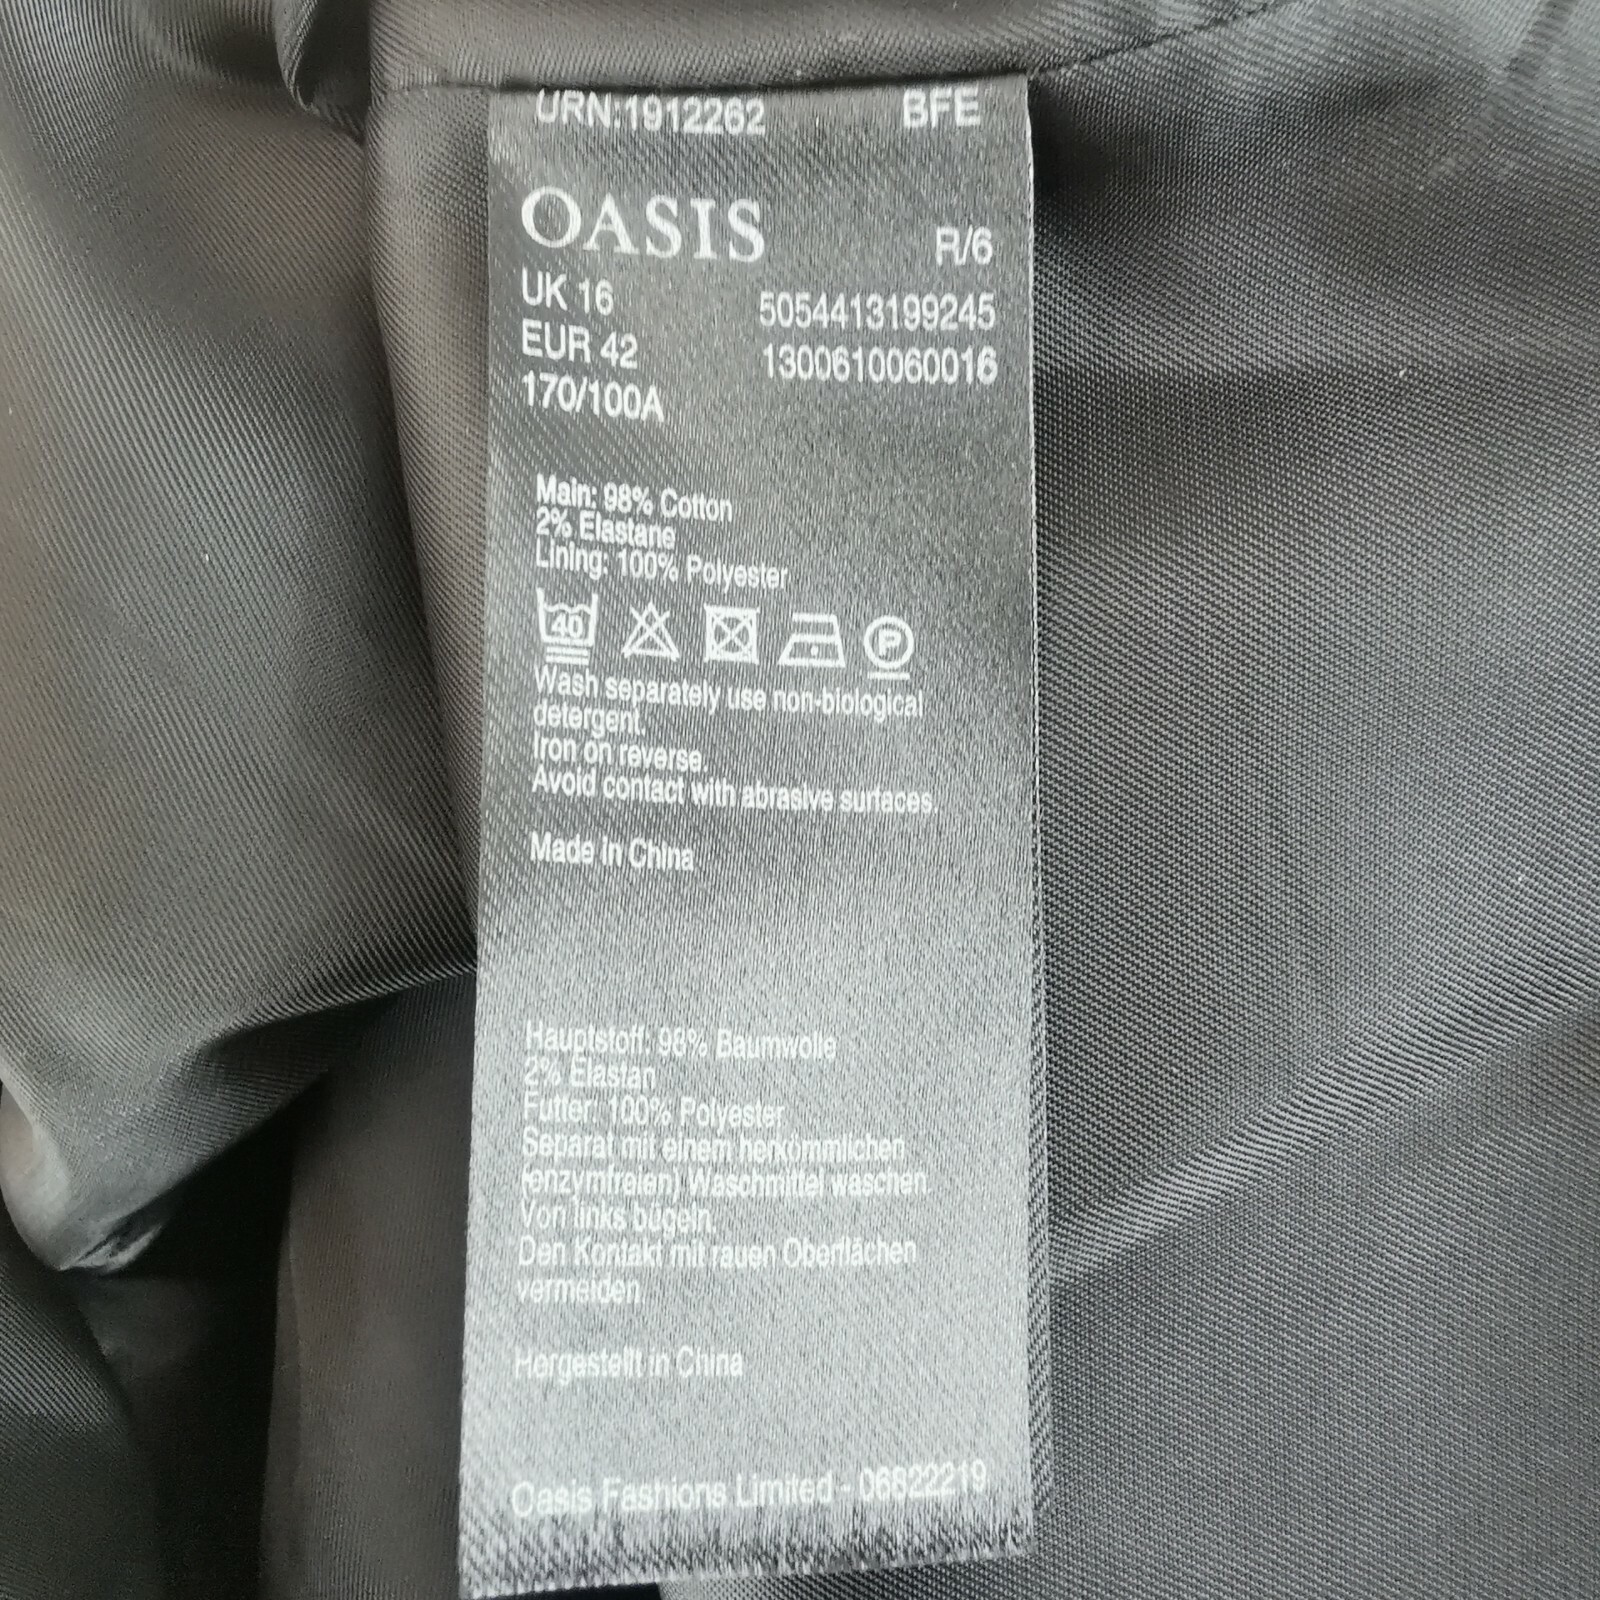 URN:1912262 BFE
OASIS R/6
UK 16 5054413199245
EUR 42 1300610060016
170/100A
Main: 98% Cotton
2% Elastane
Lining: 100% Polyester
40 P
Wash separately use non-biological
detergent.
Iron on reverse.
Avoid contact with abrasive surfaces.
Made in China
Hauptstoff: 98% Baumwolle
2% Elastan
Futter: 100% Polyester
Separat mit einem herkömmlichen
(enzymfreien) Waschmittel waschen.
Von links bügeln.
Den Kontakt mit rauen Oberflächen
vermeiden.
Hergestellt in China
Oasis Fashions Limited - 06822219